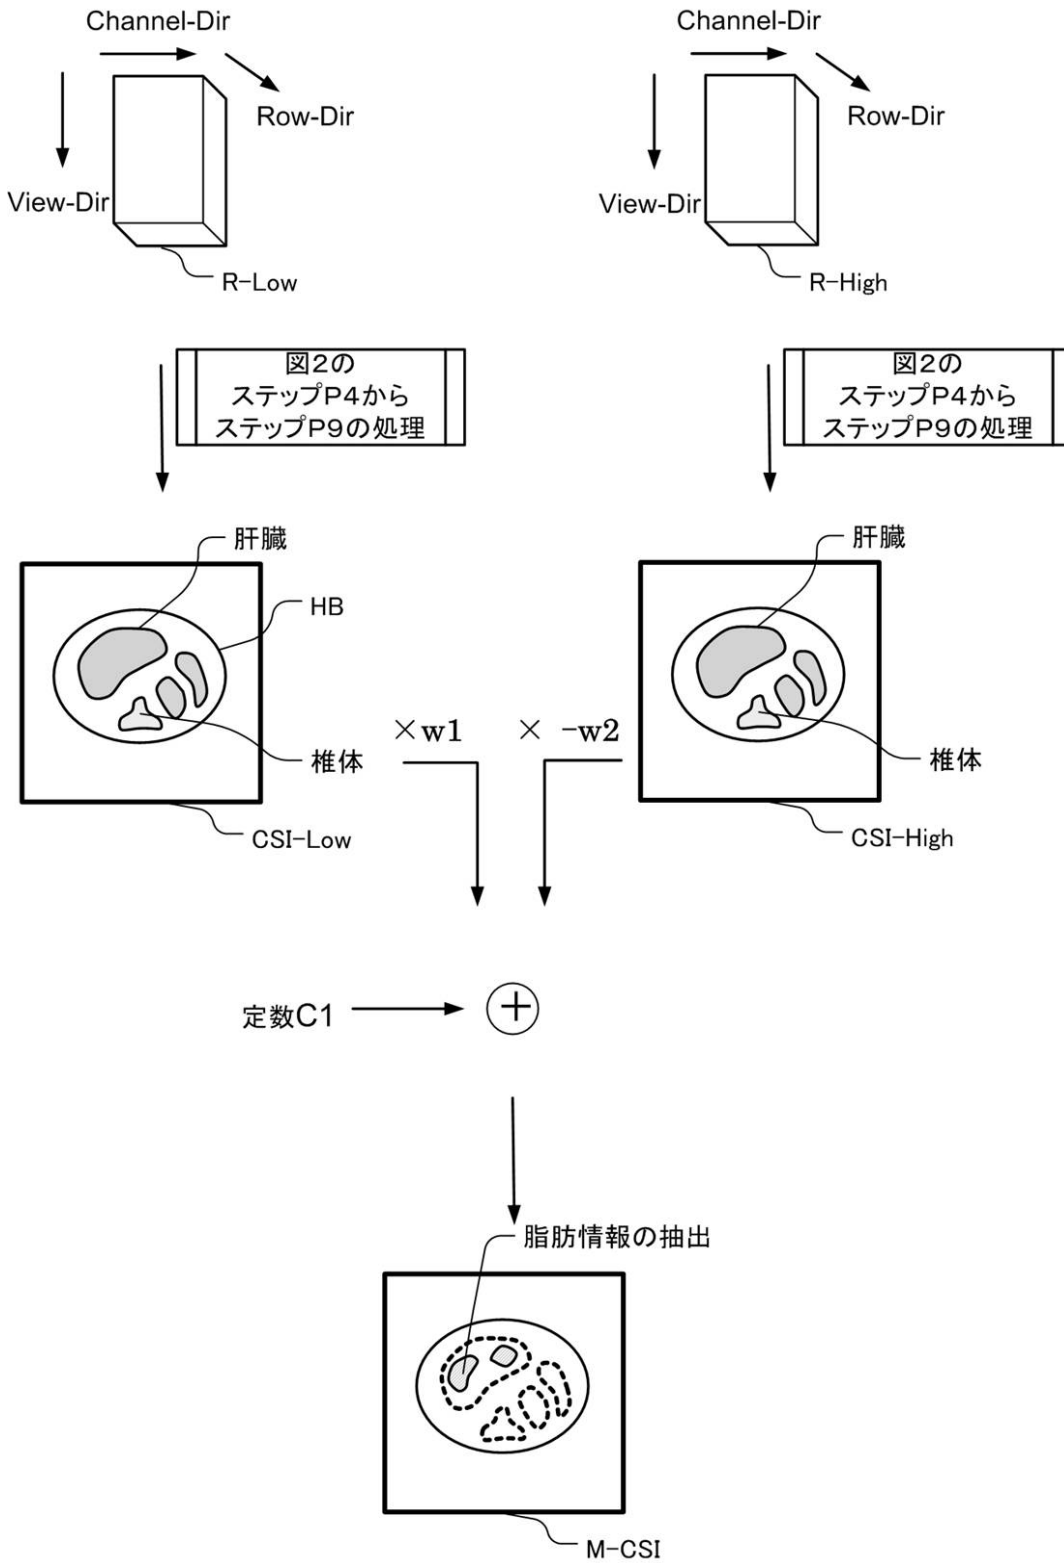 Channel-Dir
Row-Dir
View-Dir
R-Low
Channel-Dir
Row-Dir
View-Dir
R-High
図2の
ステップP4から
ステップP9の処理
図2の
ステップP4から
ステップP9の処理
肝臓
HB
椎体
CSI-Low
肝臓
椎体
CSI-High
×w1
× -w2
定数C1
+
脂肪情報の抽出
M-CSI